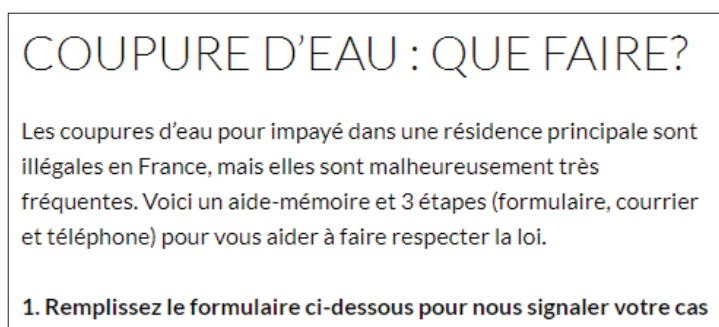 COUPURE D’EAU : QUE FAIRE?
Les coupures d’eau pour impayé dans une résidence principale sont
illégales en France, mais elles sont malheureusement très
fréquentes. Voici un aide-mémoire et 3 étapes (formulaire, courrier
et téléphone) pour vous aider à faire respecter la loi.
1. Remplissez le formulaire ci-dessous pour nous signaler votre cas